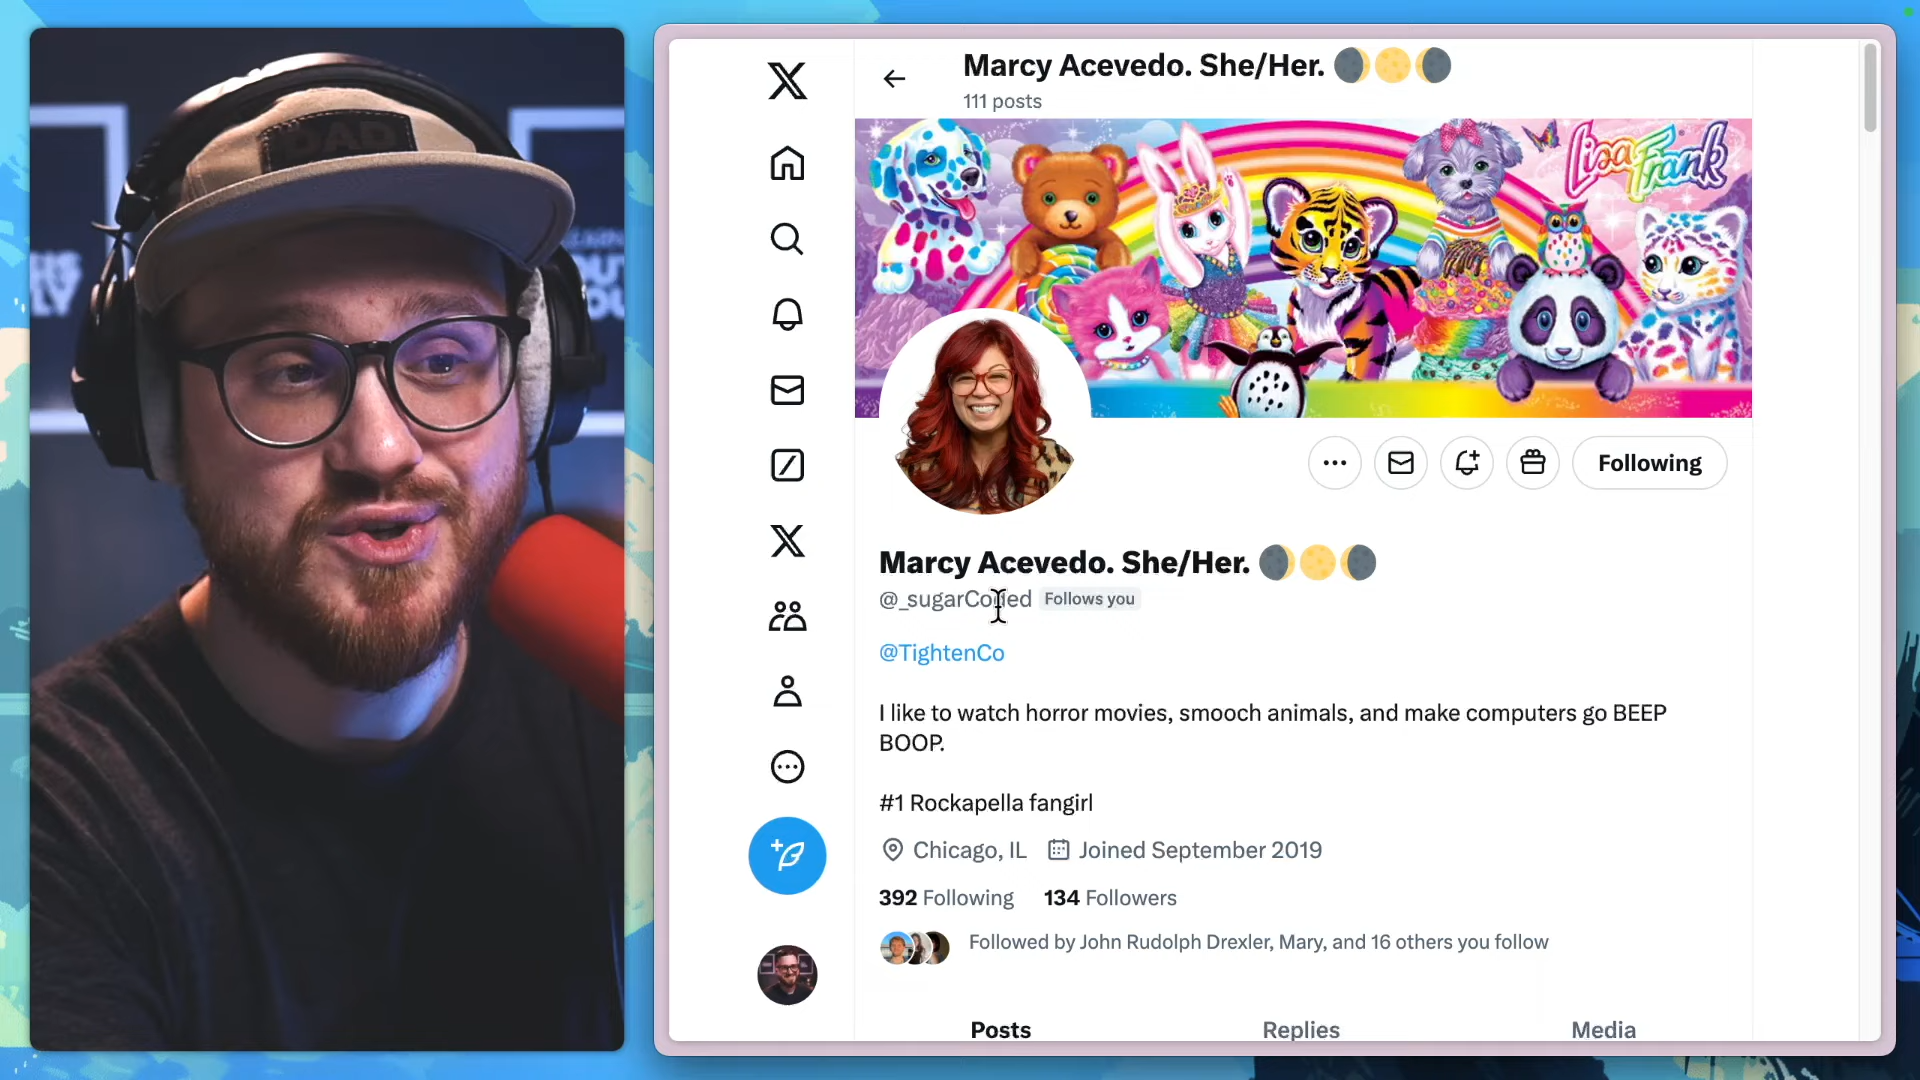 DAD
Marcy Acevedo. She/Her.
111 posts
Lisa Frank
Following
Marcy Acevedo. She/Her.
Follows you
@TightenCo
I like to watch horror movies, smooch animals, and make computers go BEEP
BOOP.
#1 Rockapella fangirl
Chicago, IL Joined September 2019
392 Following 134 Followers
Followed by John Rudolph Drexler, Mary, and 16 others you follow
Posts Replies Media